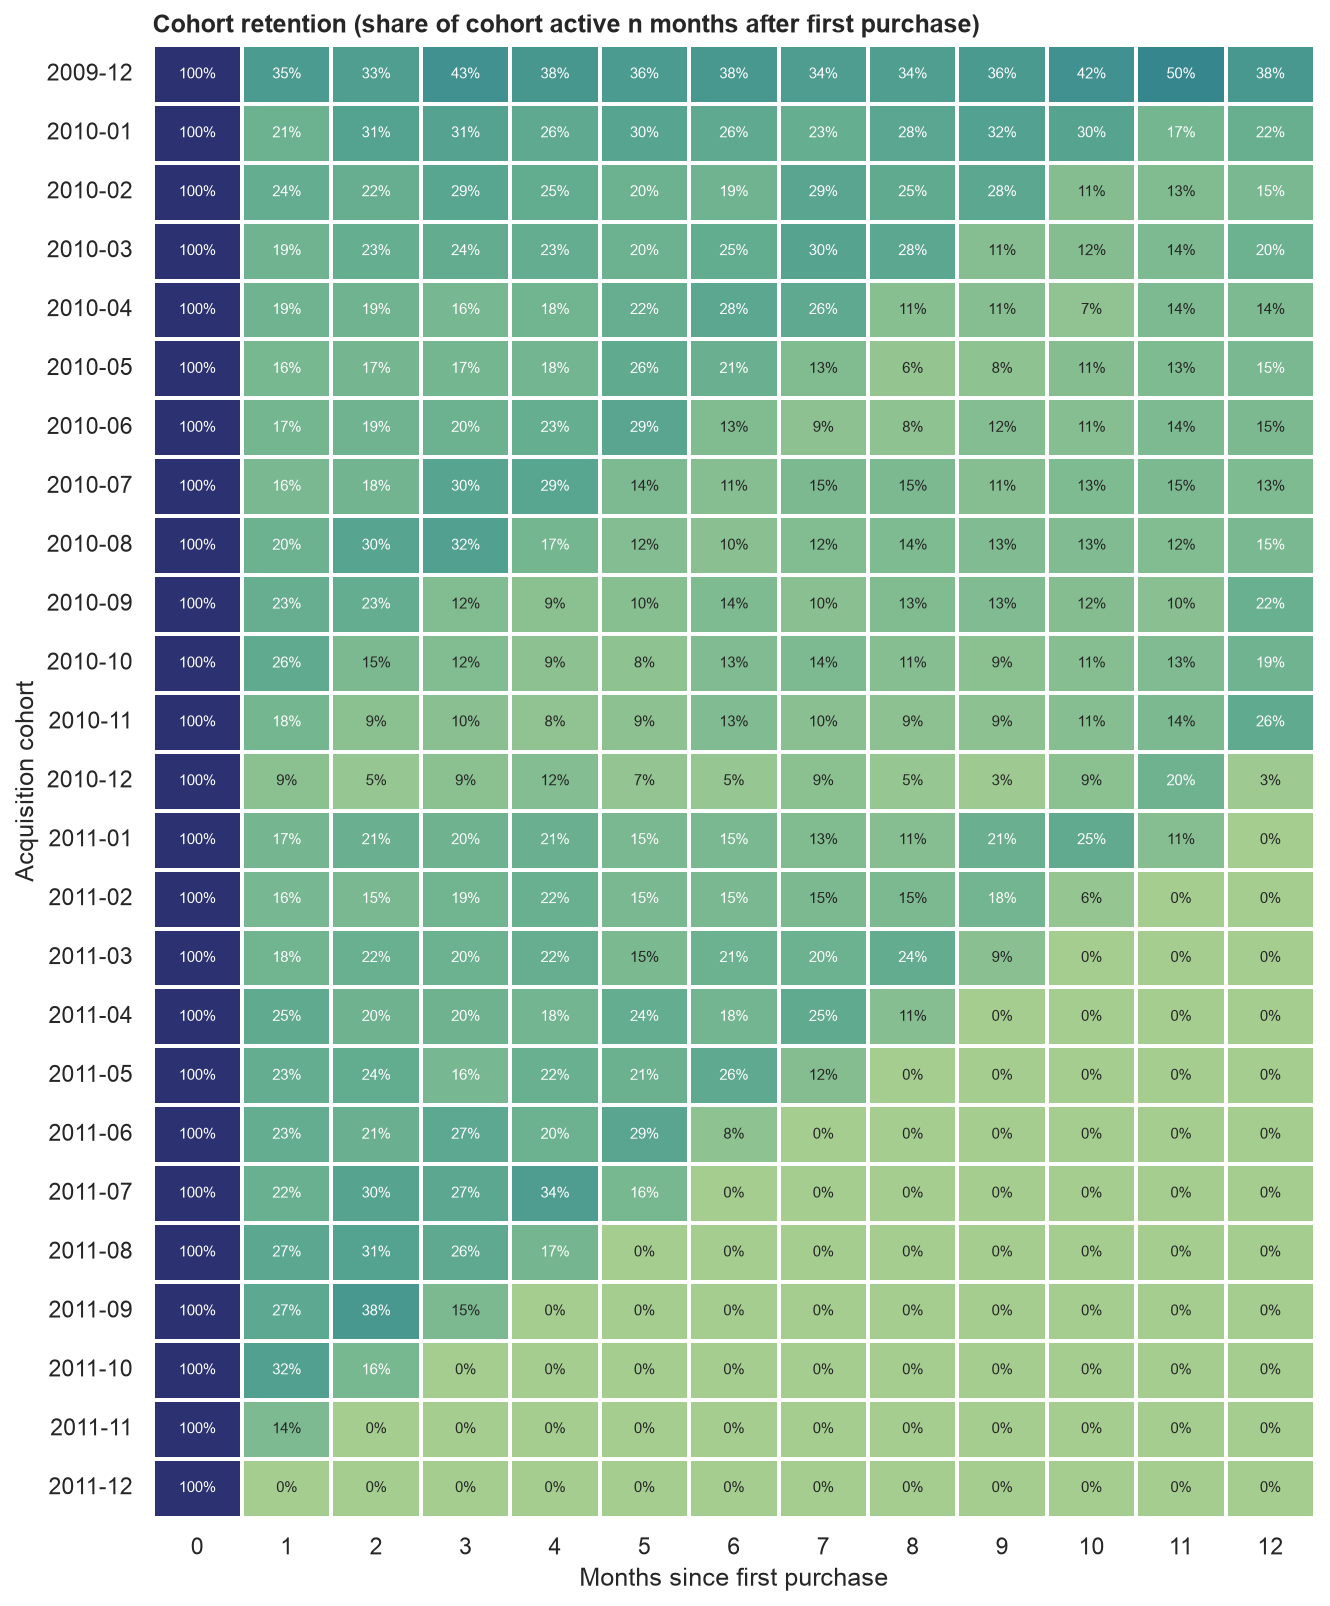 Cohort retention (share of cohort active n months after first purchase)
2009-12 100% 35% 33% 43% 38% 36% 38% 34% 34% 36% 42% 50% 38%
2010-01 100% 21% 31% 31% 26% 30% 26% 23% 28% 32% 30% 17% 22%
2010-02 100% 24% 22% 29% 25% 20% 19% 29% 25% 28% 11% 13% 15%
2010-03 100% 19% 23% 24% 23% 20% 25% 30% 28% 11% 12% 14% 20%
2010-04 100% 19% 19% 16% 18% 22% 28% 26% 11% 11% 7% 14% 14%
2010-05 100% 16% 17% 17% 18% 26% 21% 13% 6% 8% 11% 13% 15%
2010-06 100% 17% 19% 20% 23% 29% 13% 9% 8% 12% 11% 14% 15%
2010-07 100% 16% 18% 30% 29% 14% 11% 15% 15% 11% 13% 15% 13%
2010-08 100% 20% 30% 32% 17% 12% 10% 12% 14% 13% 13% 12% 15%
2010-09 100% 23% 23% 12% 9% 10% 14% 10% 13% 13% 12% 10% 22%
2010-10 100% 26% 15% 12% 9% 8% 13% 14% 11% 9% 11% 13% 19%
2010-11 100% 18% 9% 10% 8% 9% 13% 10% 9% 9% 11% 14% 26%
2010-12 100% 9% 5% 9% 12% 7% 5% 9% 5% 3% 9% 20% 3%
2011-01 100% 17% 21% 20% 21% 15% 15% 13% 11% 21% 25% 11% 0%
2011-02 100% 16% 15% 19% 22% 15% 15% 15% 15% 18% 6% 0% 0%
2011-03 100% 18% 22% 20% 22% 15% 21% 20% 24% 9% 0% 0% 0%
2011-04 100% 25% 20% 20% 18% 24% 18% 25% 11% 0% 0% 0% 0%
2011-05 100% 23% 24% 16% 22% 21% 26% 12% 0% 0% 0% 0% 0%
2011-06 100% 23% 21% 27% 20% 29% 8% 0% 0% 0% 0% 0% 0%
2011-07 100% 22% 30% 27% 34% 16% 0% 0% 0% 0% 0% 0% 0%
2011-08 100% 27% 31% 26% 17% 0% 0% 0% 0% 0% 0% 0% 0%
2011-09 100% 27% 38% 15% 0% 0% 0% 0% 0% 0% 0% 0% 0%
2011-10 100% 32% 16% 0% 0% 0% 0% 0% 0% 0% 0% 0% 0%
2011-11 100% 14% 0% 0% 0% 0% 0% 0% 0% 0% 0% 0% 0%
2011-12 100% 0% 0% 0% 0% 0% 0% 0% 0% 0% 0% 0% 0%
0 1 2 3 4 5 6 7 8 9 10 11 12
Months since first purchase
Acquisition cohort